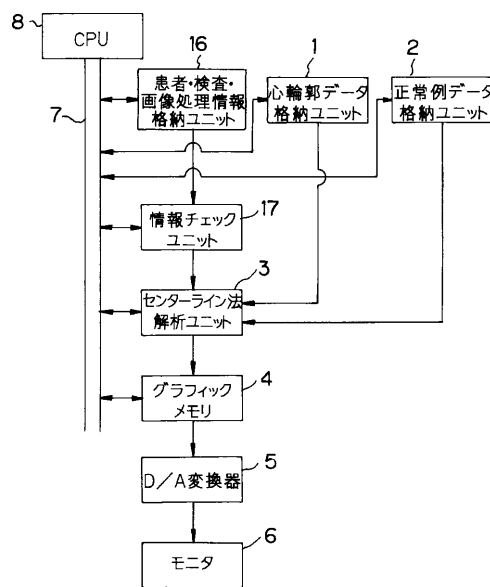 8
CPU
7
16
患者・検査・
画像処理情報
格納ユニット
1
心輪郭データ
格納ユニット
2
正常例データ
格納ユニット
17
情報チェック
ユニット
3
センターライン法
解析ユニット
4
グラフィック
メモリ
5
D/A変換器
6
モニタ